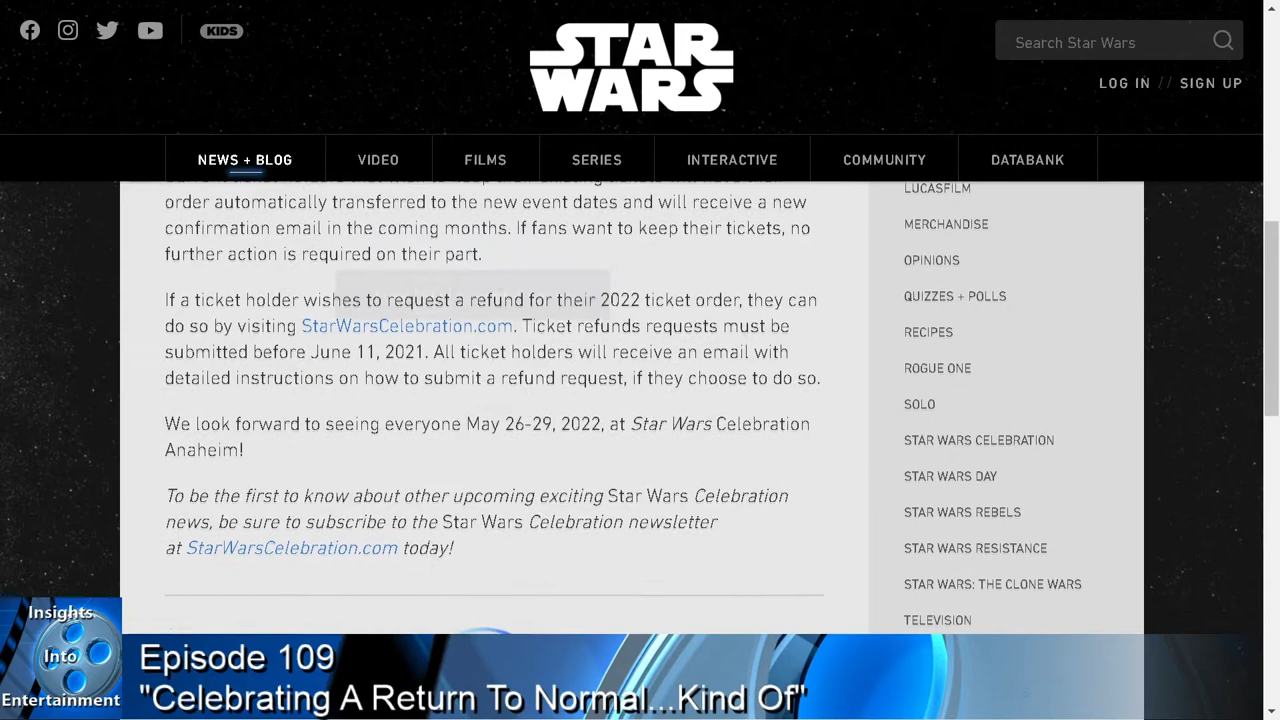 KIDS
STAR
WARS
Search Star Wars
LOG IN // SIGN UP
NEWS + BLOG
VIDEO
FILMS
SERIES
INTERACTIVE
COMMUNITY
DATABANK
order automatically transferred to the new event dates and will receive a new
confirmation email in the coming months. If fans want to keep their tickets, no
further action is required on their part.
If a ticket holder wishes to request a refund for their 2022 ticket order, they can
do so by visiting StarWarsCelebration.com. Ticket refunds requests must be
submitted before June 11, 2021. All ticket holders will receive an email with
detailed instructions on how to submit a refund request, if they choose to do so.
We look forward to seeing everyone May 26-29, 2022, at Star Wars Celebration
Anaheim!
To be the first to know about other upcoming exciting Star Wars Celebration
news, be sure to subscribe to the Star Wars Celebration newsletter
at StarWarsCelebration.com today!
LUCASFILM
MERCHANDISE
OPINIONS
QUIZZES + POLLS
RECIPES
ROGUE ONE
SOLO
STAR WARS CELEBRATION
STAR WARS DAY
STAR WARS REBELS
STAR WARS RESISTANCE
STAR WARS: THE CLONE WARS
TELEVISION
Insights
Into
Entertainment
Episode 109
"Celebrating A Return To Normal...Kind Of"